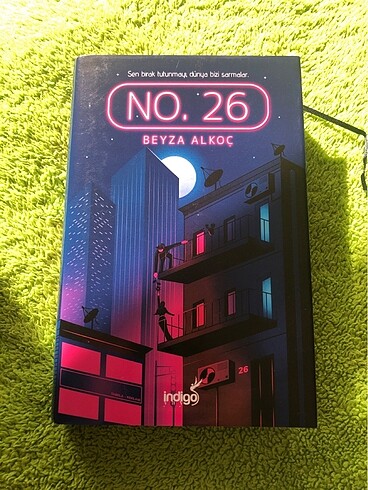 Sen bırak tutunmayı, dünya bizi sarmalar.
NO. 26
BEYZA ALKOÇ
26
indigo